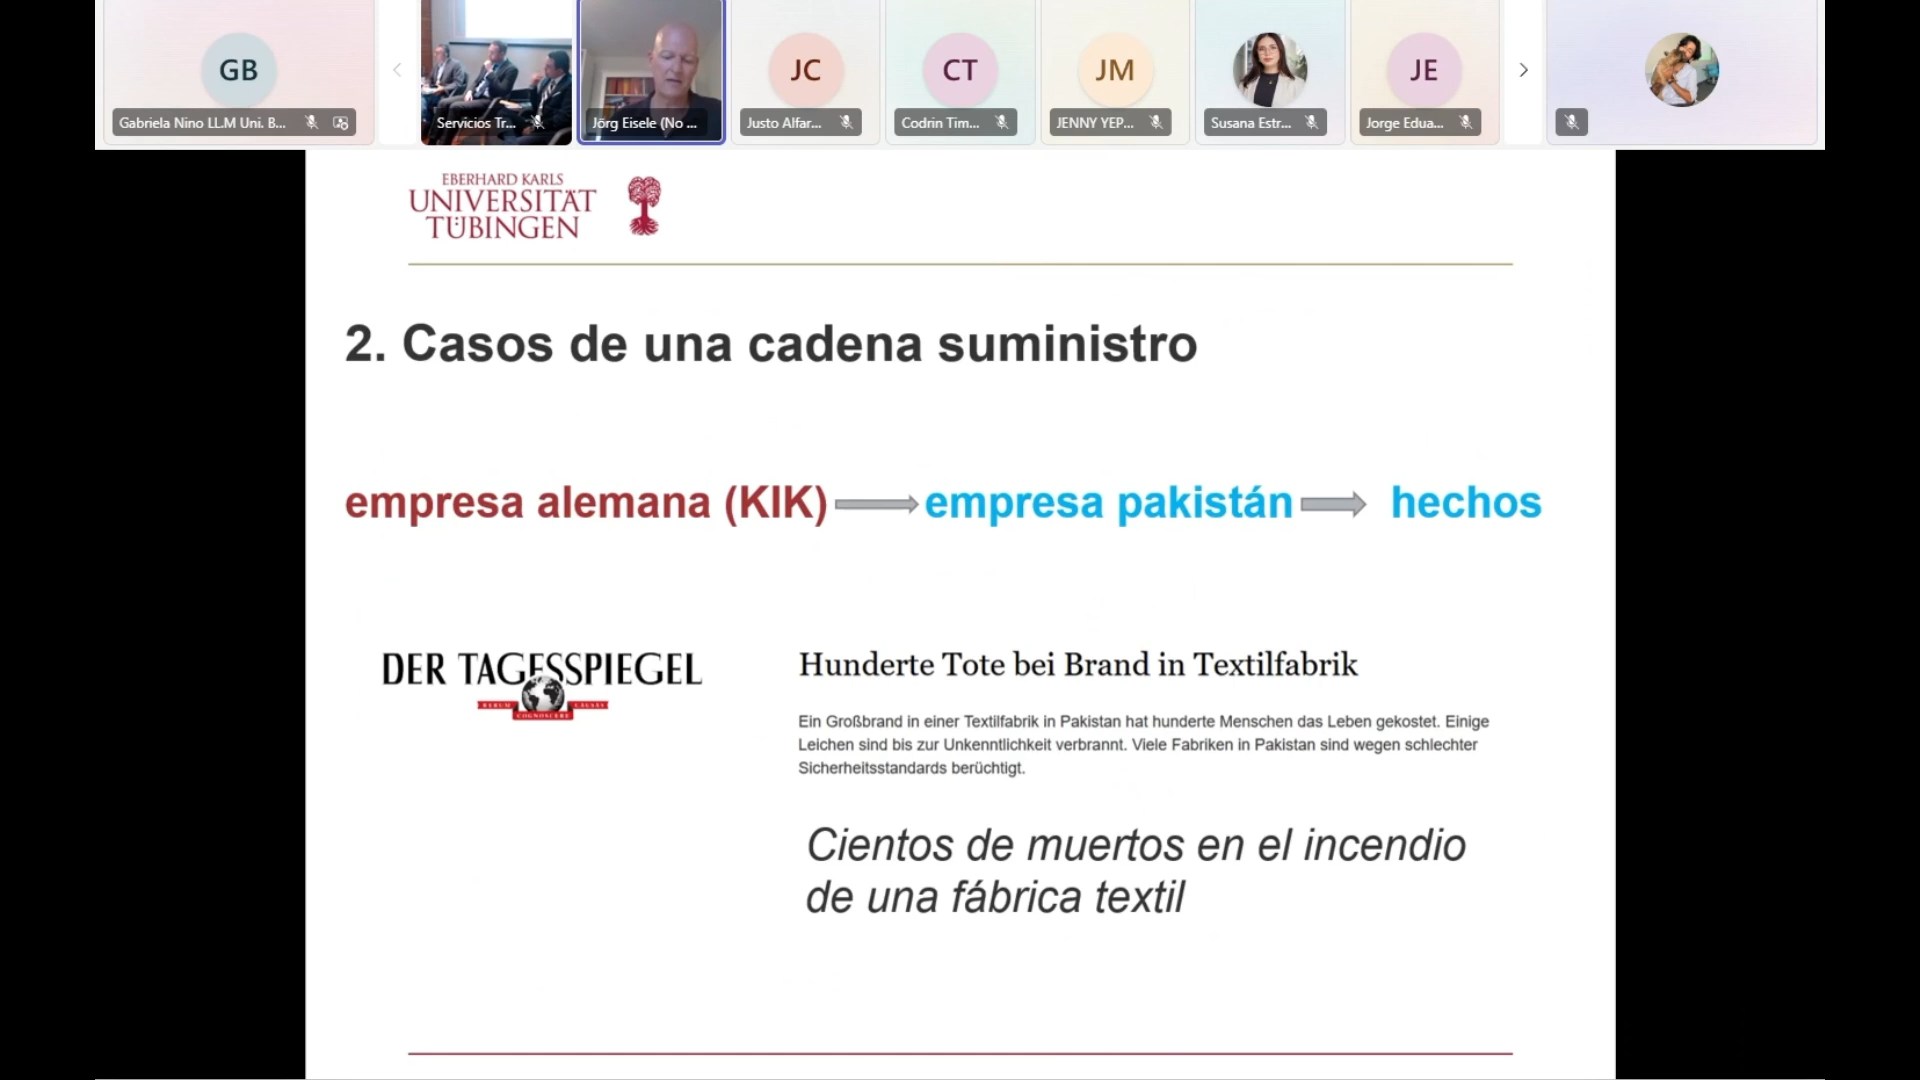 GB
Gabriela Nino LL.M Uni. B...
Servicios Tr...
Jörg Eisele (No ...
JC
Justo Alfar...
CT
Codrin Tim...
JM
JENNY YEP...
Susana Estr...
JE
Jorge Edua...
EBERHARD KARLS
UNIVERSITÄT
TÜBINGEN
2. Casos de una cadena suministro
empresa alemana (KIK) empresa pakistán hechos
DER TAGESSPIEGEL
RERUM CAUSAS
COGNOSCERE
Hunderte Tote bei Brand in Textilfabrik
Ein Großbrand in einer Textilfabrik in Pakistan hat hunderte Menschen das Leben gekostet. Einige
Leichen sind bis zur Unkenntlichkeit verbrannt. Viele Fabriken in Pakistan sind wegen schlechter
Sicherheitsstandards berüchtigt.
Cientos de muertos en el incendio
de una fábrica textil